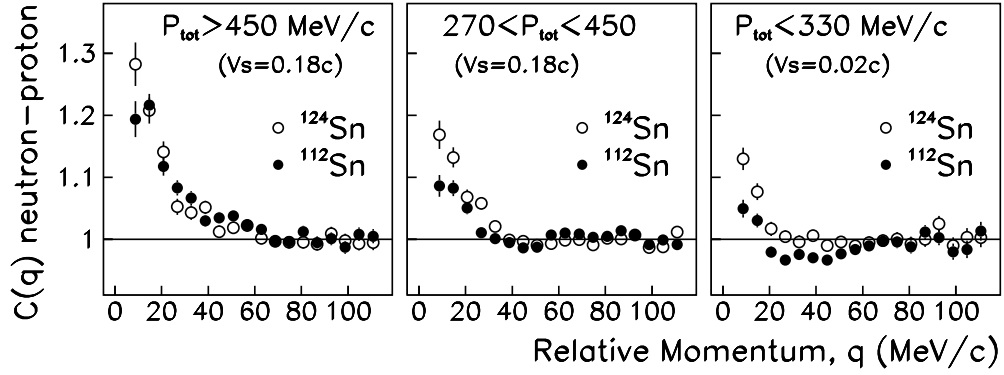 P_tot>450 MeV/c
(Vs=0.18c)
270<P_tot<450
(Vs=0.18c)
P_tot<330 MeV/c
(Vs=0.02c)
C(q) neutron-proton
1.3
1.2
1.1
1
¹²⁴Sn
¹¹²Sn
¹²⁴Sn
¹¹²Sn
¹²⁴Sn
¹¹²Sn
0 20 40 60 80 100
0 20 40 60 80 100
0 20 40 60 80 100
Relative Momentum, q (MeV/c)